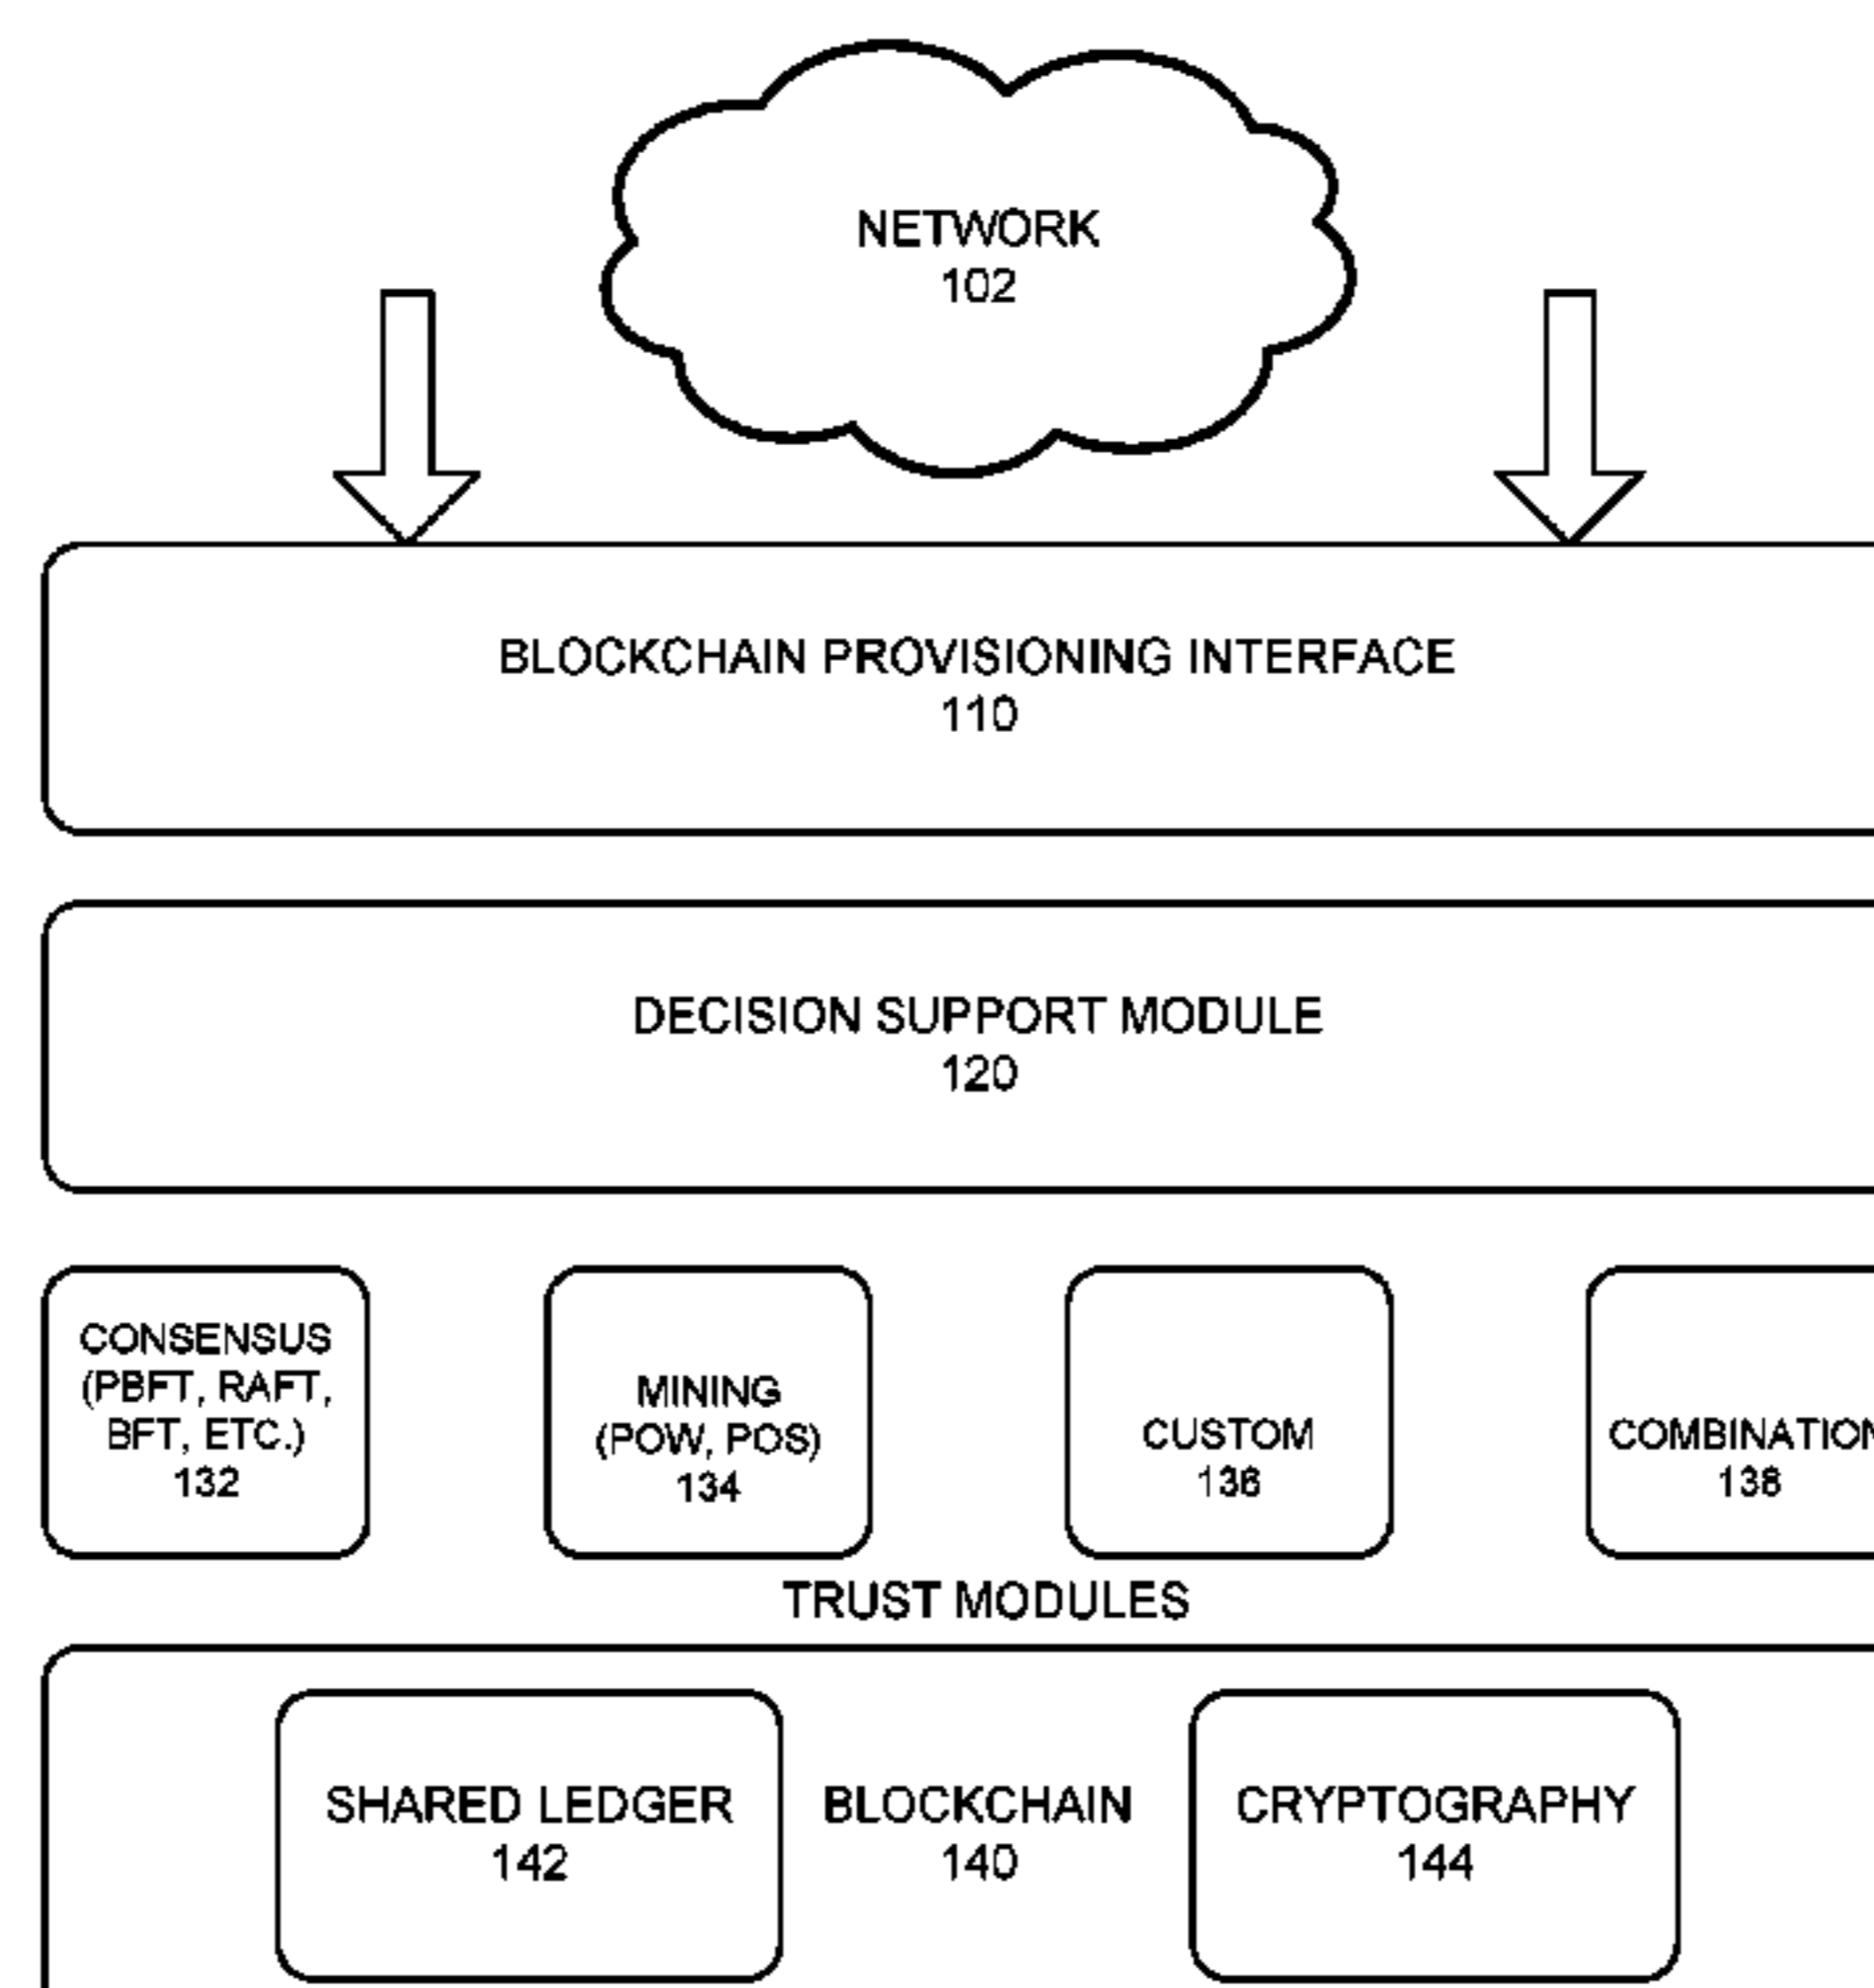 NETWORK
102
BLOCKCHAIN PROVISIONING INTERFACE
110
DECISION SUPPORT MODULE
120
CONSENSUS
(PBFT, RAFT,
BFT, ETC.)
132
MINING
(POW, POS)
134
CUSTOM
136
COMBINATION
138
TRUST MODULES
SHARED LEDGER
142
BLOCKCHAIN
140
CRYPTOGRAPHY
144